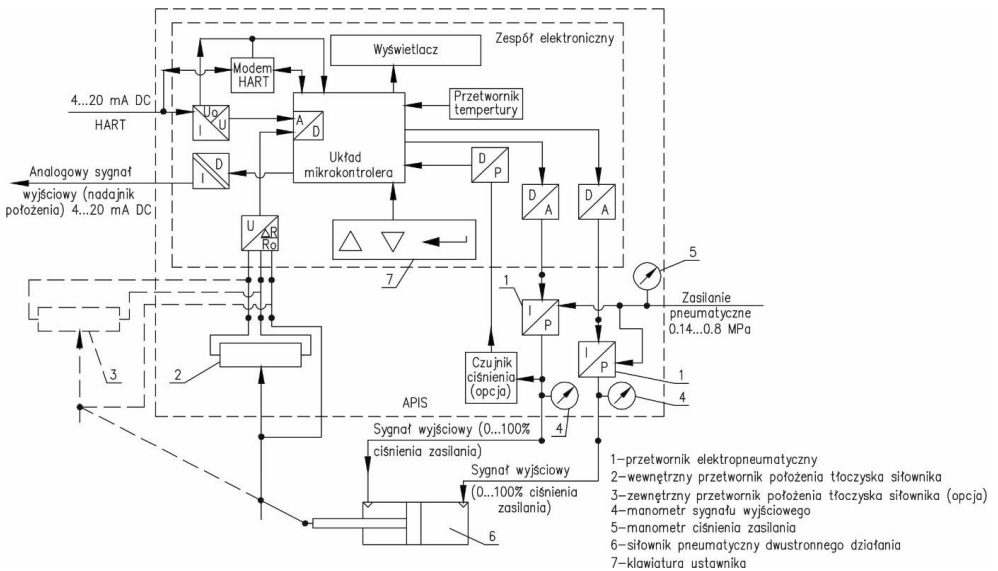 Zespół elektroniczny
Wyświetlacz
Modem
HART
4...20 mA DC
HART
Uo
U
I
A
D
Przetwornik
tempertury
Układ
mikrokontrolera
D
I
D
P
D
A
D
A
Analogowy sygnał
wyjściowy (nadajnik
położenia) 4...20 mA DC
U
ΔR
Ro
7
5
1
I
P
Zasilanie
pneumatyczne
0.14...0.8 MPa
3
2
Czujnik
ciśnienia
(opcja)
I
P
1
4
4
APIS
Sygnał wyjściowy (0...100%
ciśnienia zasilania)
Sygnał wyjściowy
(0...100% ciśnienia
zasilania)
6
1-przetwornik elektropneumatyczny
2-wewnętrzny przetwornik położenia tłoczyska siłownika
3-zewnętrzny przetwornik położenia tłoczyska siłownika (opcja)
4-manometr sygnału wyjściowego
5-manometr ciśnienia zasilania
6-siłownik pneumatyczny dwustronnego działania
7-klawiatura ustawnika